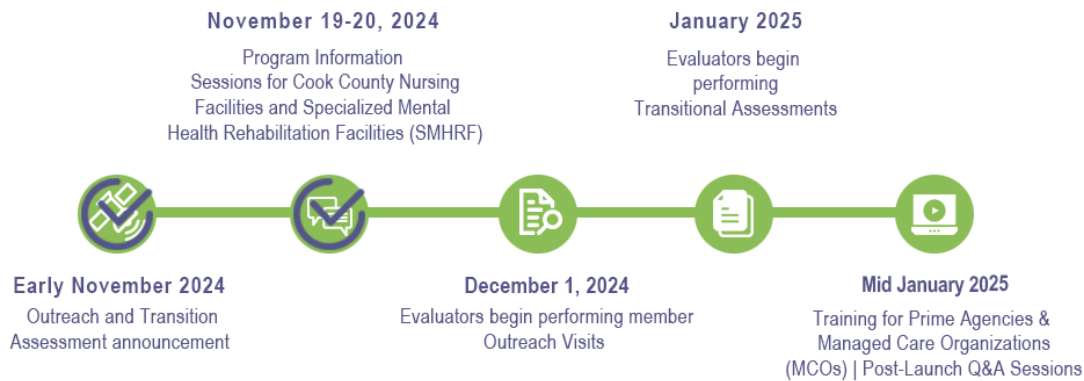 November 19-20, 2024
Program Information
Sessions for Cook County Nursing
Facilities and Specialized Mental
Health Rehabilitation Facilities (SMHRF)
January 2025
Evaluators begin
performing
Transitional Assessments
Early November 2024
Outreach and Transition
Assessment announcement
December 1, 2024
Evaluators begin performing member
Outreach Visits
Mid January 2025
Training for Prime Agencies &
Managed Care Organizations
(MCOs) | Post-Launch Q&A Sessions